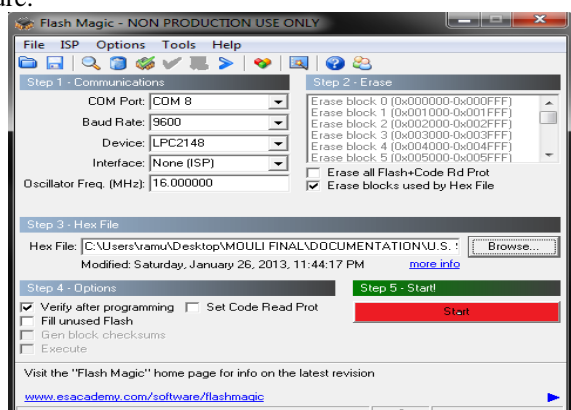 ure.
Flash Magic - NON PRODUCTION USE ONLY
File ISP Options Tools Help
Step 1 - Communications
COM Port: COM 8
Baud Rate: 9600
Device: LPC2148
Interface: None (ISP)
Oscillator Freq. (MHz): 16.000000
Step 2 - Erase
Erase block 0 (0x000000-0x000FFF)
Erase block 1 (0x001000-0x001FFF)
Erase block 2 (0x002000-0x002FFF)
Erase block 3 (0x003000-0x003FFF)
Erase block 4 (0x004000-0x004FFF)
Erase block 5 (0x005000-0x005FFF)
Erase all Flash+Code Rd Prot
Erase blocks used by Hex File
Step 3 - Hex File
Hex File: C:\Users\ramu\Desktop\MOULI FINAL\DOCUMENTATION\U.S. Browse...
Modified: Saturday, January 26, 2013, 11:44:17 PM more info
Step 4 - Options
Verify after programming Set Code Read Prot
Fill unused Flash
Gen block checksums
Execute
Step 5 - Start!
Start
Visit the "Flash Magic" home page for info on the latest revision
www.esacademy.com/software/flashmagic